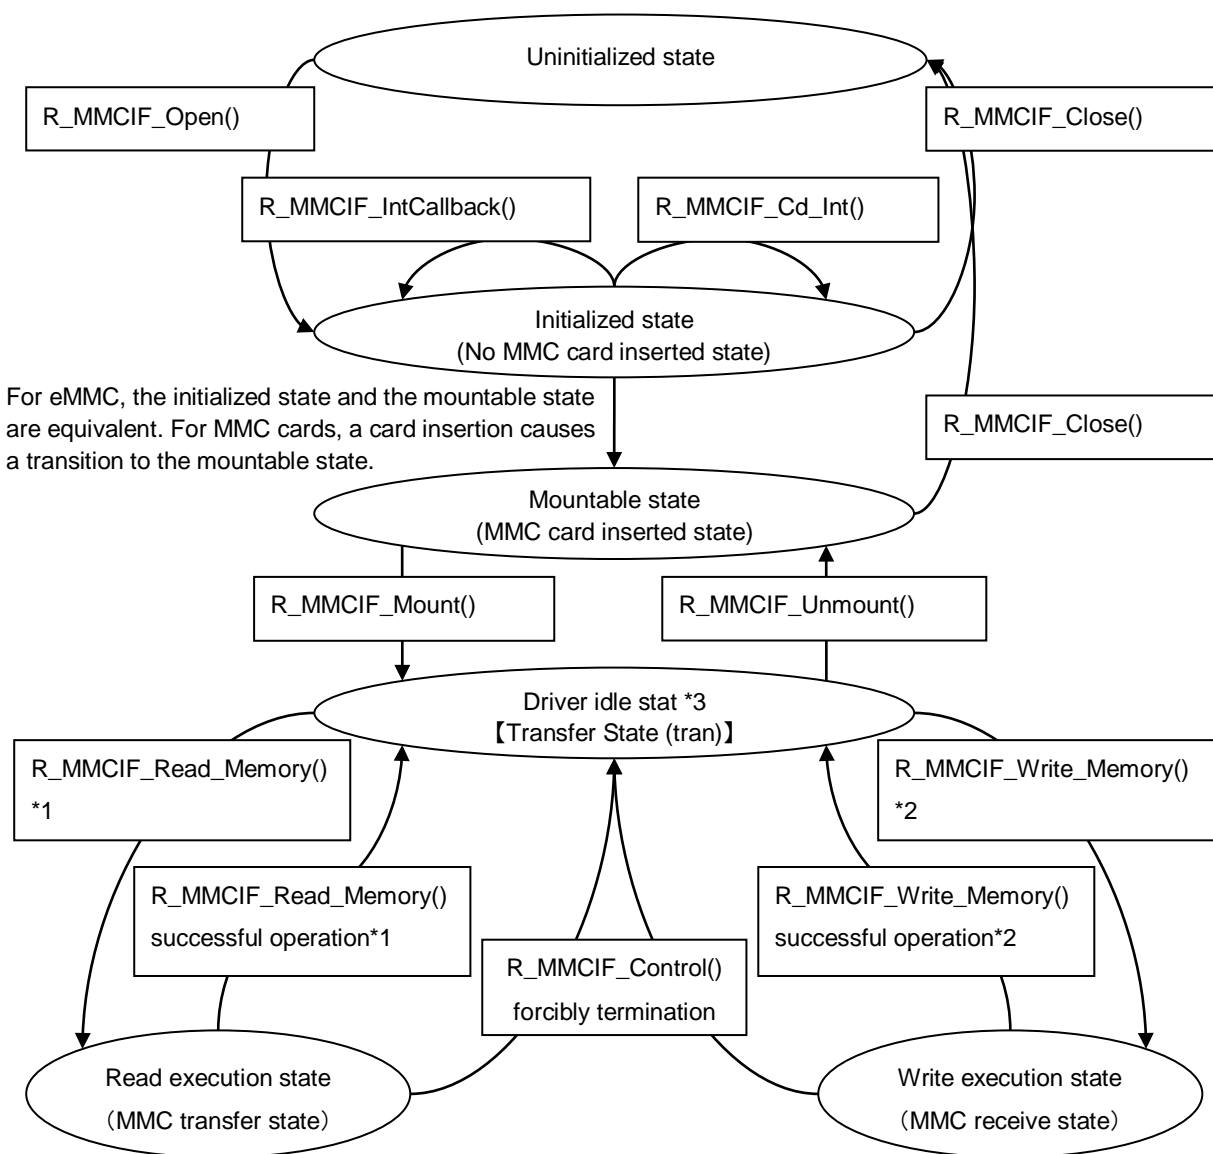 Uninitialized state
R_MMCIF_Open()
R_MMCIF_Close()
R_MMCIF_IntCallback()
R_MMCIF_Cd_Int()
Initialized state
(No MMC card inserted state)
For eMMC, the initialized state and the mountable state
are equivalent. For MMC cards, a card insertion causes
a transition to the mountable state.
R_MMCIF_Close()
Mountable state
(MMC card inserted state)
R_MMCIF_Mount()
R_MMCIF_Unmount()
Driver idle stat *3
【Transfer State (tran)】
R_MMCIF_Read_Memory()
*1
R_MMCIF_Write_Memory()
*2
R_MMCIF_Read_Memory()
successful operation*1
R_MMCIF_Write_Memory()
successful operation*2
R_MMCIF_Control()
forcibly termination
Read execution state
（MMC transfer state）
Write execution state
（MMC receive state）